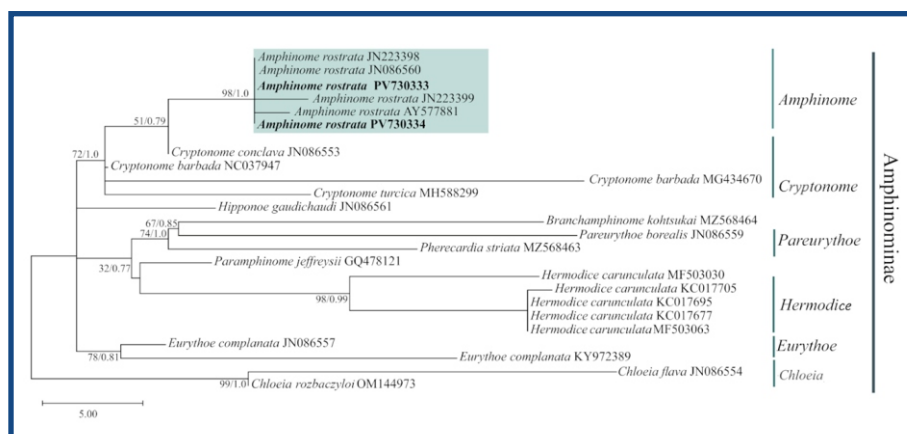 Amphinome rostrata JN223398
Amphinome rostrata JN086560
Amphinome rostrata PV730333
98/1.0
Amphinome rostrata JN223399
Amphinome rostrata AY577881
Amphinome rostrata PV730334
Amphinome
51/0.79
Cryptonome conclava JN086553
72/1.0
Cryptonome barbada NC037947
Cryptonome barbada MG434670
Cryptonome turcica MH588299
Cryptonome
Hipponoe gaudichaudi JN086561
67/0.85
Branchamphinome kohtsukai MZ568464
74/1.0
Pareurythoe borealis JN086559
Pherecardia striata MZ568463
Pareurythoe
32/0.77
Paramphinome jeffreysii GQ478121
Hermodice carunculata MF503030
98/0.99
Hermodice carunculata KC017705
Hermodice carunculata KC017695
Hermodice carunculata KC017677
Hermodice carunculata MF503063
Hermodice
Eurythoe complanata JN086557
78/0.81
Eurythoe complanata KY972389
Eurythoe
Chloeia flava JN086554
99/1.0
Chloeia rozbaczyloi OM144973
Chloeia
Amphinominae
5.00